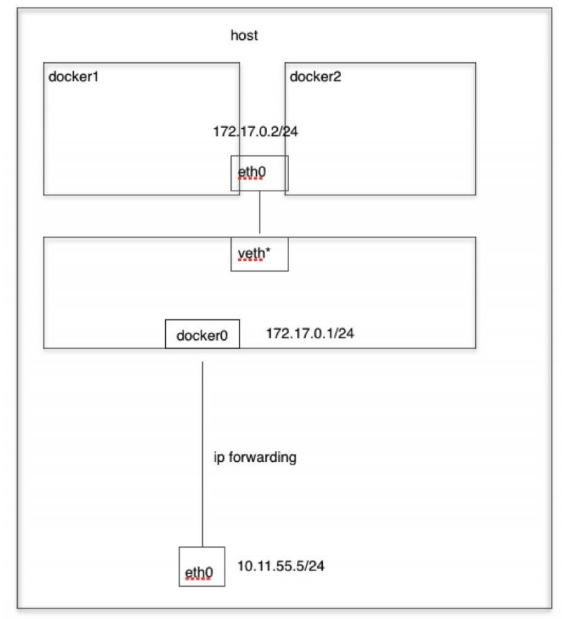 host
docker1
docker2
172.17.0.2/24
eth0
veth*
docker0
172.17.0.1/24
ip forwarding
eth0
10.11.55.5/24